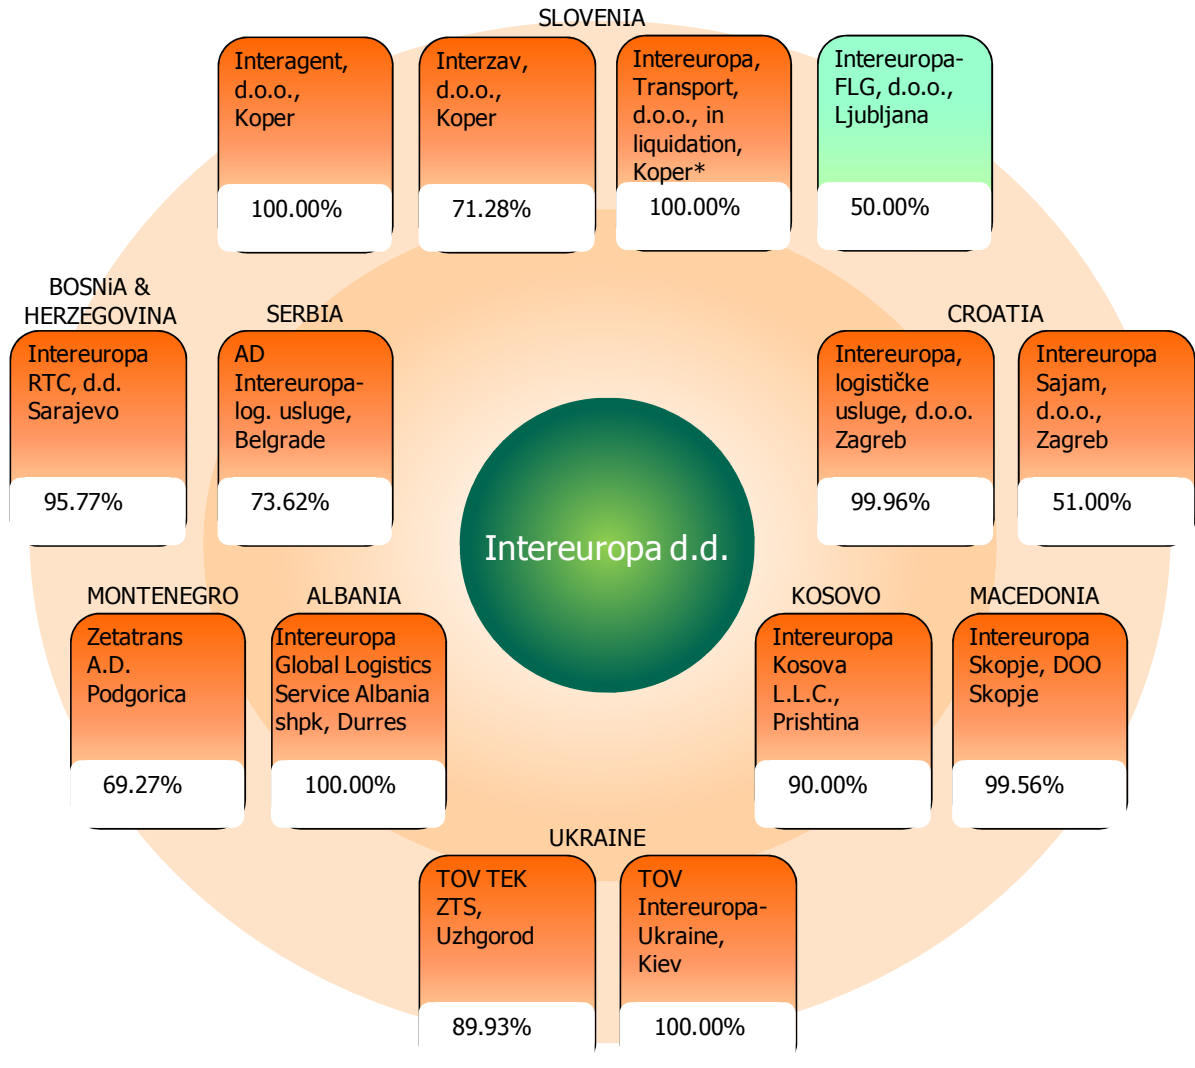 SLOVENIA
Interagent,
d.o.o.,
Koper
100.00%
Interzav,
d.o.o.,
Koper
71.28%
Intereuropa,
Transport,
d.o.o., in
liquidation,
Koper*
100.00%
Intereuropa-
FLG, d.o.o.,
Ljubljana
50.00%
BOSNiA &
HERZEGOVINA
Intereuropa
RTC, d.d.
Sarajevo
95.77%
SERBIA
AD
Intereuropa-
log. usluge,
Belgrade
73.62%
CROATIA
Intereuropa,
logističke
usluge, d.o.o.
Zagreb
99.96%
Intereuropa
Sajam,
d.o.o.,
Zagreb
51.00%
Intereuropa d.d.
MONTENEGRO
Zetatrans
A.D.
Podgorica
69.27%
ALBANIA
Intereuropa
Global Logistics
Service Albania
shpk, Durres
100.00%
KOSOVO
Intereuropa
Kosova
L.L.C.,
Prishtina
90.00%
MACEDONIA
Intereuropa
Skopje, DOO
Skopje
99.56%
UKRAINE
TOV TEK
ZTS,
Uzhgorod
89.93%
TOV
Intereuropa-
Ukraine,
Kiev
100.00%